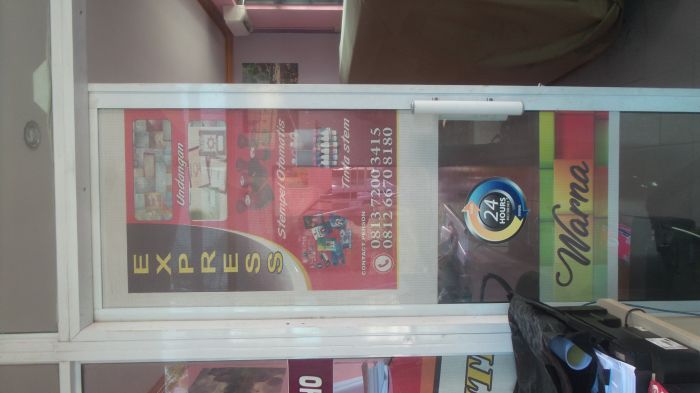 EXPRESS
Undangan
Stempel Otomatis
Tinta stem
CONTACT PERSON
0813 7200 3415
0812 6670 8180
24
HOURS
Warna